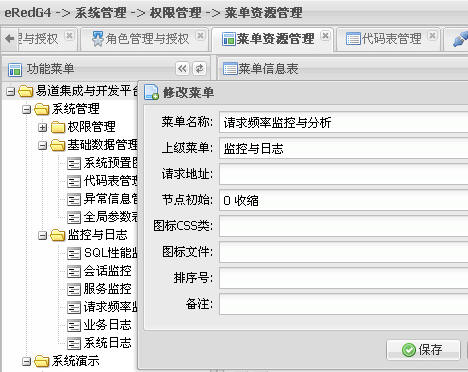 eRedG4 -> 系统管理 -> 权限管理 -> 菜单资源管理
理与授权
角色管理与授权
菜单资源管理
代码表管理
功能菜单
菜单信息表
易道集成与开发平台
系统管理
权限管理
基础数据管理
系统预置
代码表管
异常信息
全局参数
监控与日志
SQL性能
会话监控
服务监控
请求频率
业务日志
系统日志
系统演示
修改菜单
菜单名称: 请求频率监控与分析
上级菜单: 监控与日志
请求地址:
节点初始: 0 收缩
图标CSS类:
图标文件:
排序号:
备注:
保存